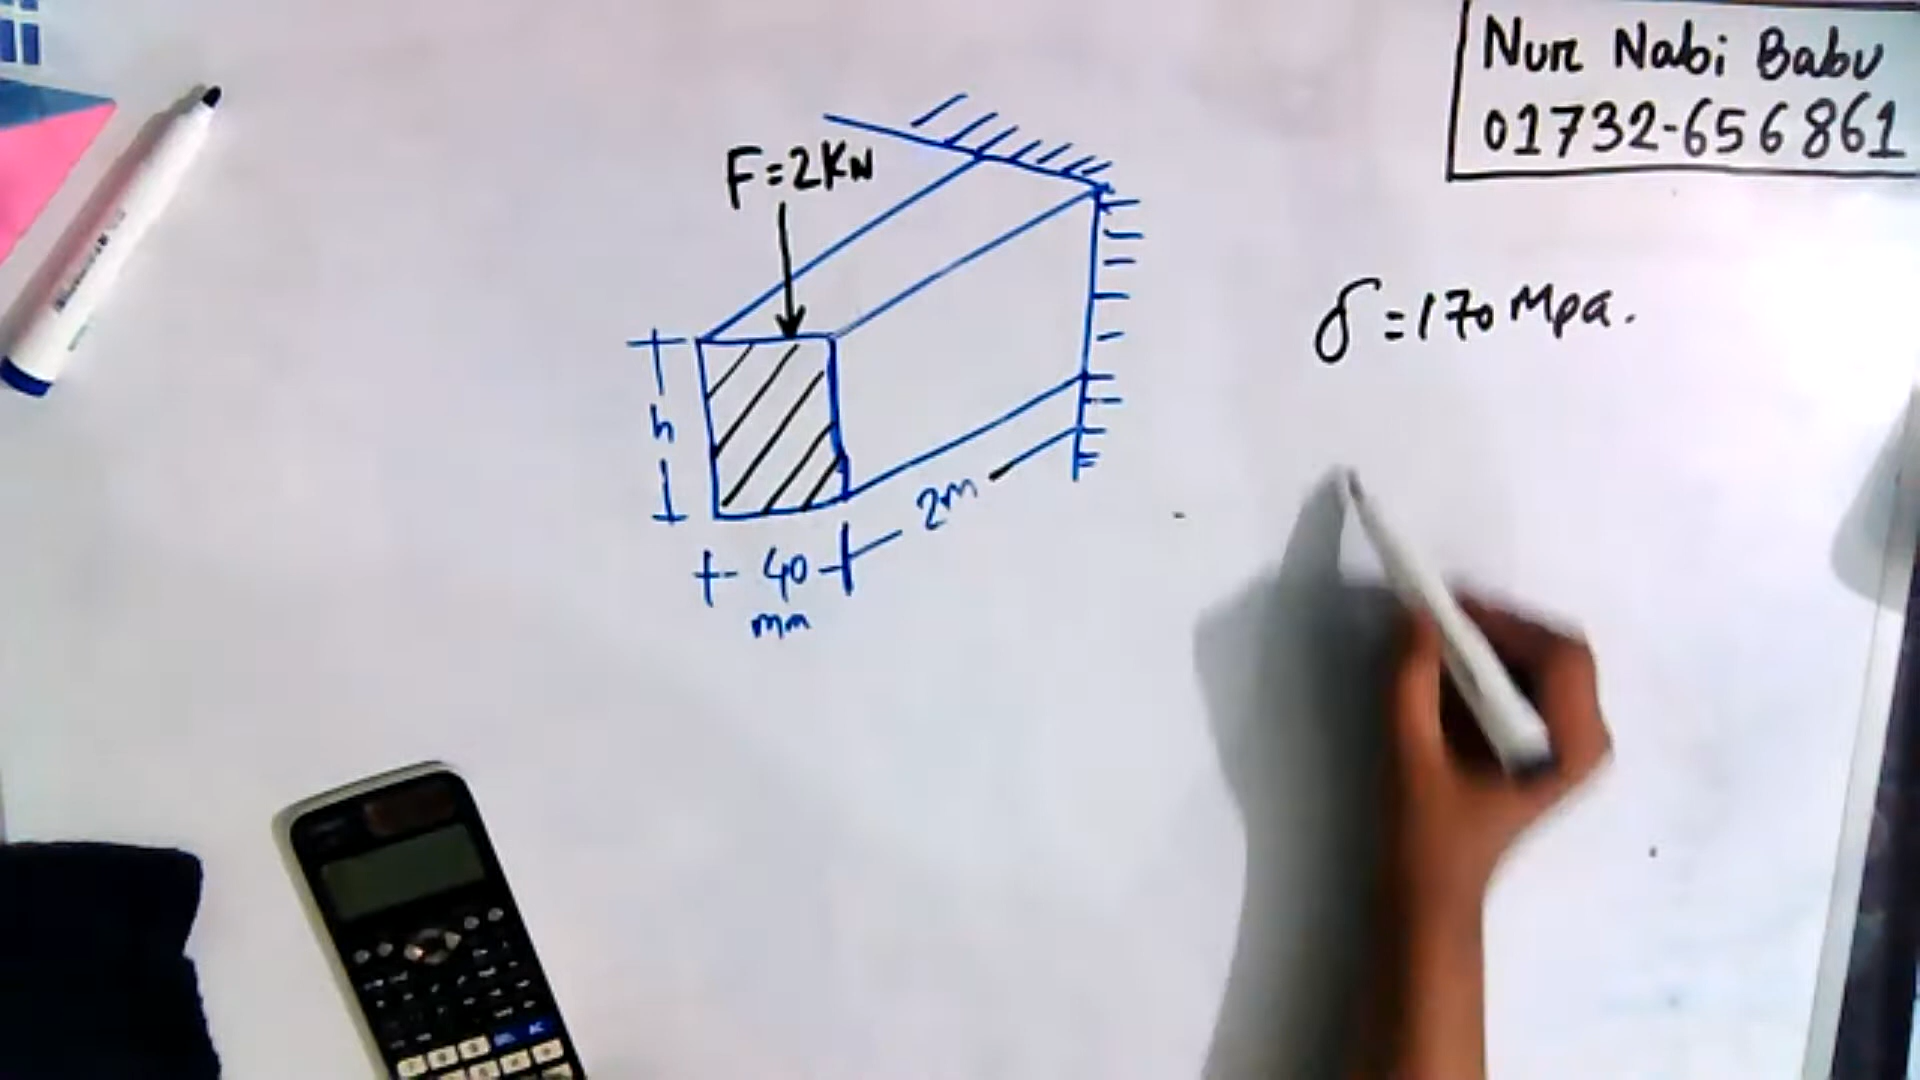 Nur Nabi Babu
01732-656861
F=2KN
δ=170 Mpa.
h
2m
40
mm